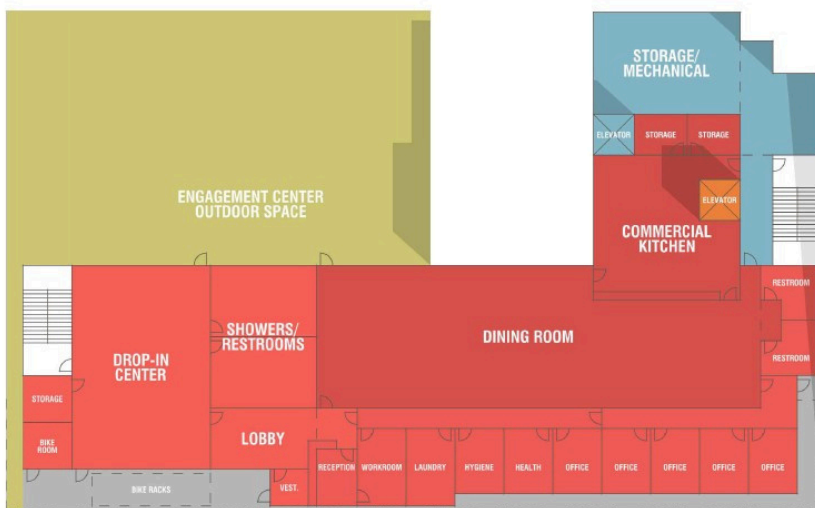 STORAGE/
MECHANICAL
ELEVATOR
STORAGE
STORAGE
ENGAGEMENT CENTER
OUTDOOR SPACE
ELEVATOR
COMMERCIAL
KITCHEN
RESTROOM
SHOWERS/
RESTROOMS
DINING ROOM
DROP-IN
CENTER
RESTROOM
STORAGE
BIKE
ROOM
LOBBY
RECEPTION
WORKROOM
LAUNDRY
HYGIENE
HEALTH
OFFICE
OFFICE
OFFICE
OFFICE
OFFICE
BIKE RACKS
VEST.